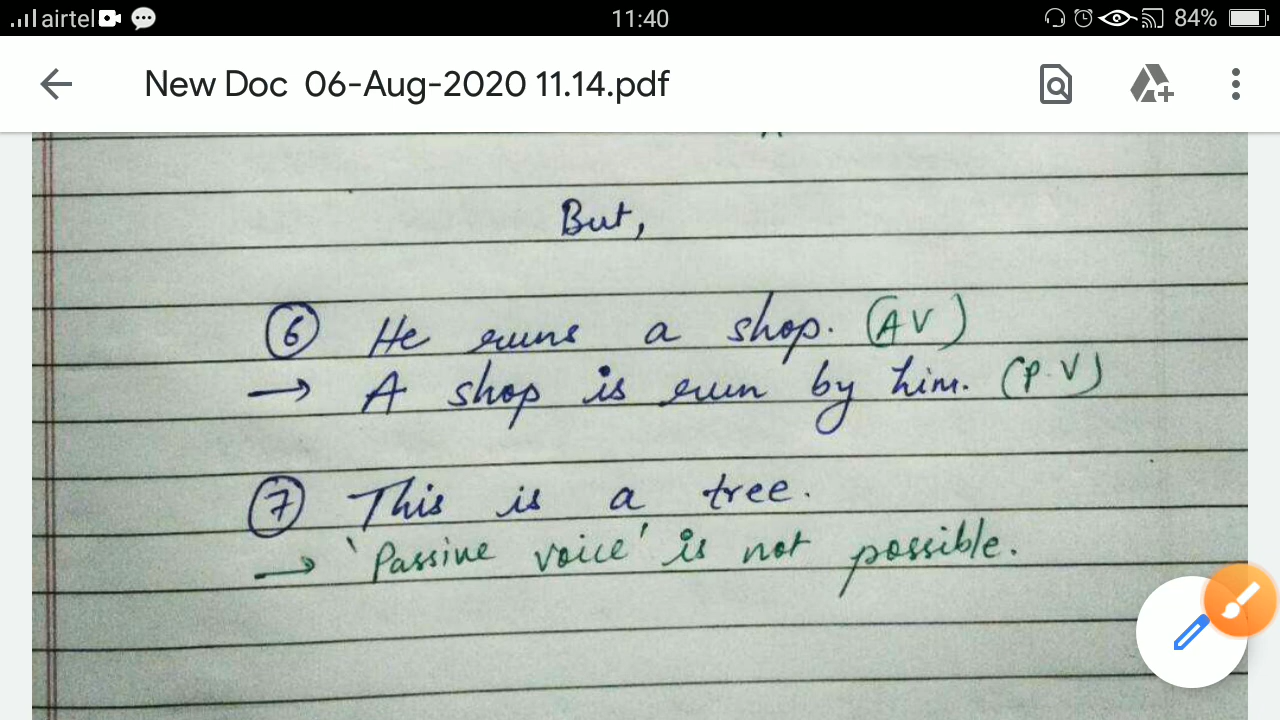 airtel 11:40 84%
New Doc 06-Aug-2020 11.14.pdf
But,
6 He runs a shop. (AV)
→ A shop is run by him. (P.V)
7 This is a tree.
→ 'Passive voice' is not possible.